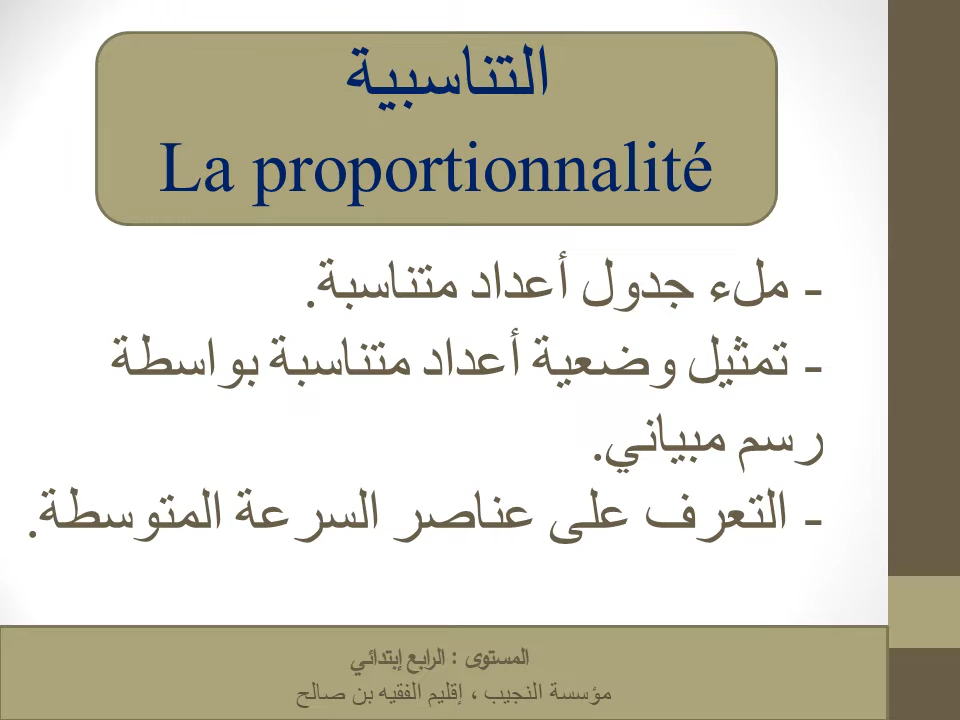 التناسبية
La proportionnalité
- ملء جدول أعداد متناسبة.
- تمثيل وضعية أعداد متناسبة بواسطة
رسم مبياني.
- التعرف على عناصر السرعة المتوسطة.
المستوى : الرابع إبتدائي
مؤسسة النجيب ، إقليم الفقيه بن صالح